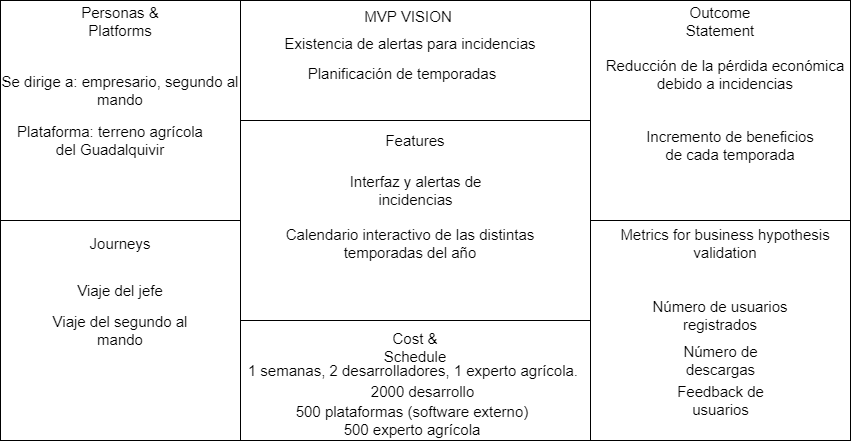 Personas &
Platforms
Se dirige a: empresario, segundo al
mando
Plataforma: terreno agrícola
del Guadalquivir
MVP VISION
Existencia de alertas para incidencias
Planificación de temporadas
Outcome
Statement
Reducción de la pérdida económica
debido a incidencias
Incremento de beneficios
de cada temporada
Features
Interfaz y alertas de
incidencias
Calendario interactivo de las distintas
temporadas del año
Journeys
Viaje del jefe
Viaje del segundo al
mando
Cost &
Schedule
1 semanas, 2 desarrolladores, 1 experto agrícola.
2000 desarrollo
500 plataformas (software externo)
500 experto agrícola
Metrics for business hypothesis
validation
Número de usuarios
registrados
Número de
descargas
Feedback de
usuarios